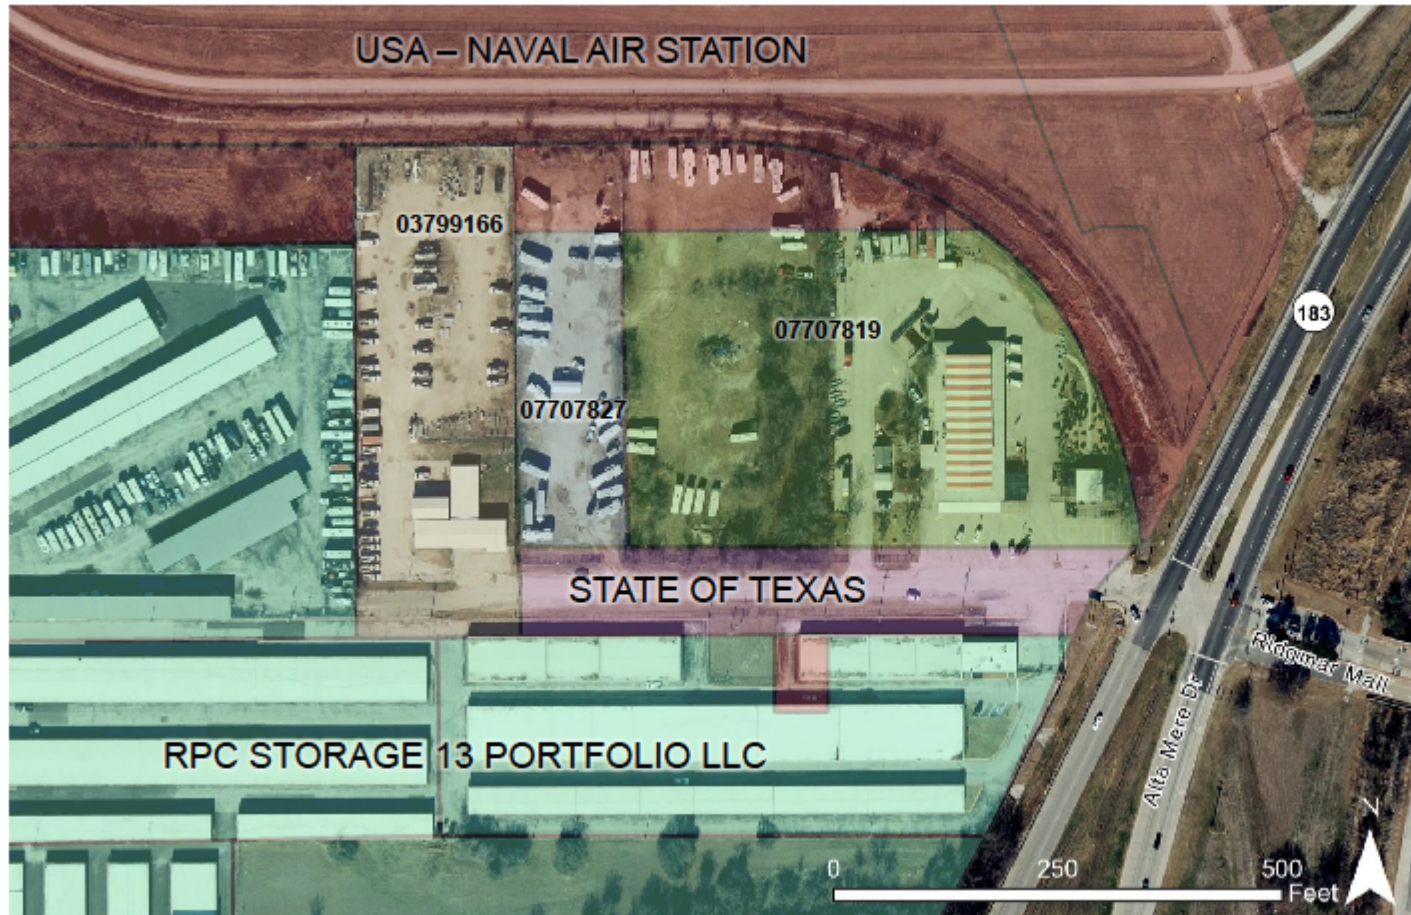 USA – NAVAL AIR STATION
03799166
183
07707819
07707827
STATE OF TEXAS
Ridgmar Mall
Alta Mere Dr
RPC STORAGE 13 PORTFOLIO LLC
N
0 250 500
Feet